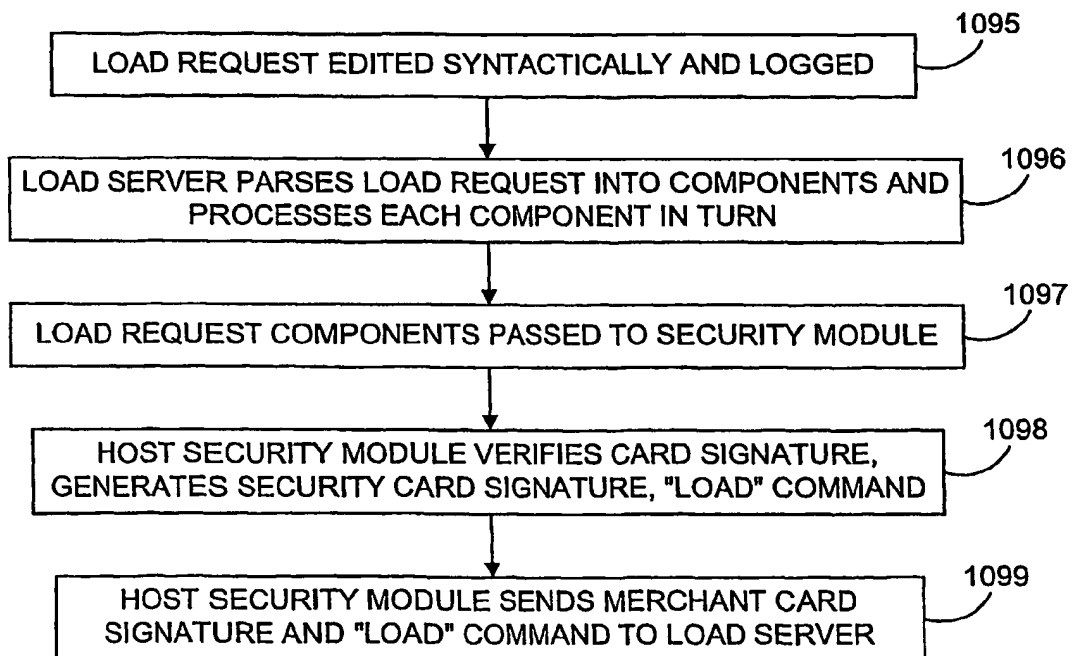 1095
LOAD REQUEST EDITED SYNTACTICALLY AND LOGGED
1096
LOAD SERVER PARSES LOAD REQUEST INTO COMPONENTS AND
PROCESSES EACH COMPONENT IN TURN
1097
LOAD REQUEST COMPONENTS PASSED TO SECURITY MODULE
1098
HOST SECURITY MODULE VERIFIES CARD SIGNATURE,
GENERATES SECURITY CARD SIGNATURE, "LOAD" COMMAND
1099
HOST SECURITY MODULE SENDS MERCHANT CARD
SIGNATURE AND "LOAD" COMMAND TO LOAD SERVER